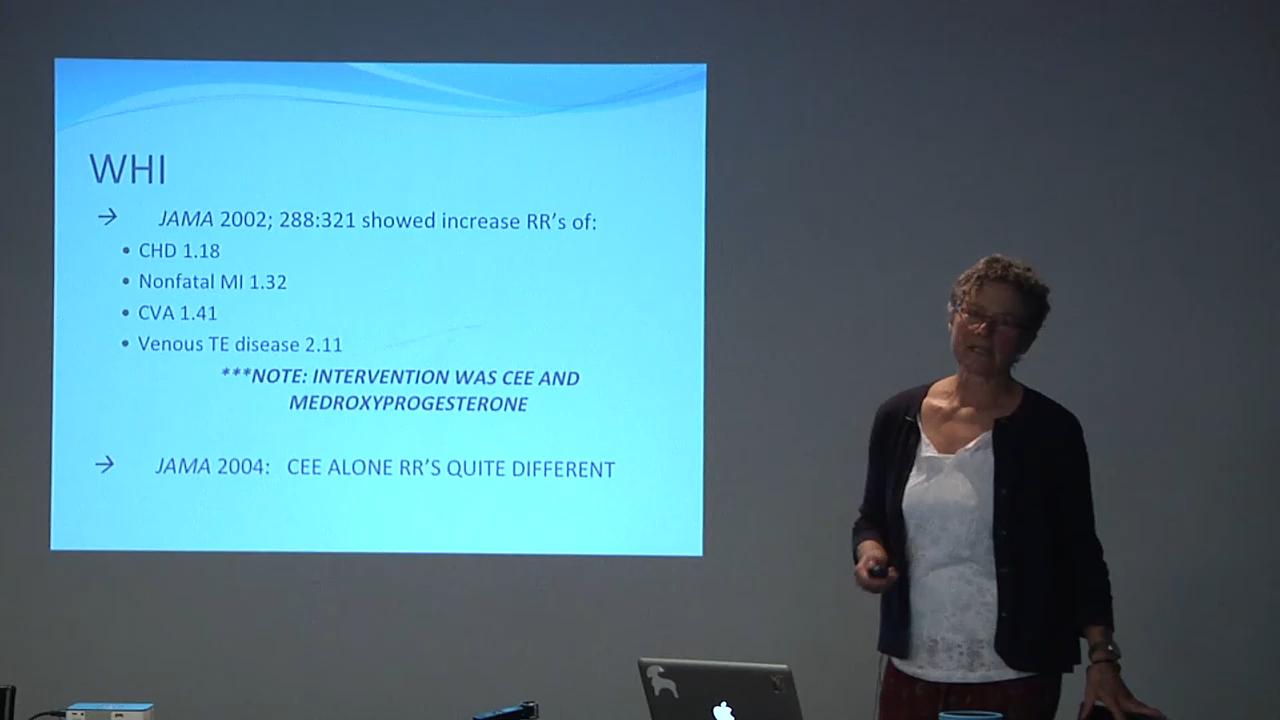 WHI
→ JAMA 2002; 288:321 showed increase RR's of:
• CHD 1.18
• Nonfatal MI 1.32
• CVA 1.41
• Venous TE disease 2.11
***NOTE: INTERVENTION WAS CEE AND
MEDROXYPROGESTERONE
→ JAMA 2004: CEE ALONE RR'S QUITE DIFFERENT